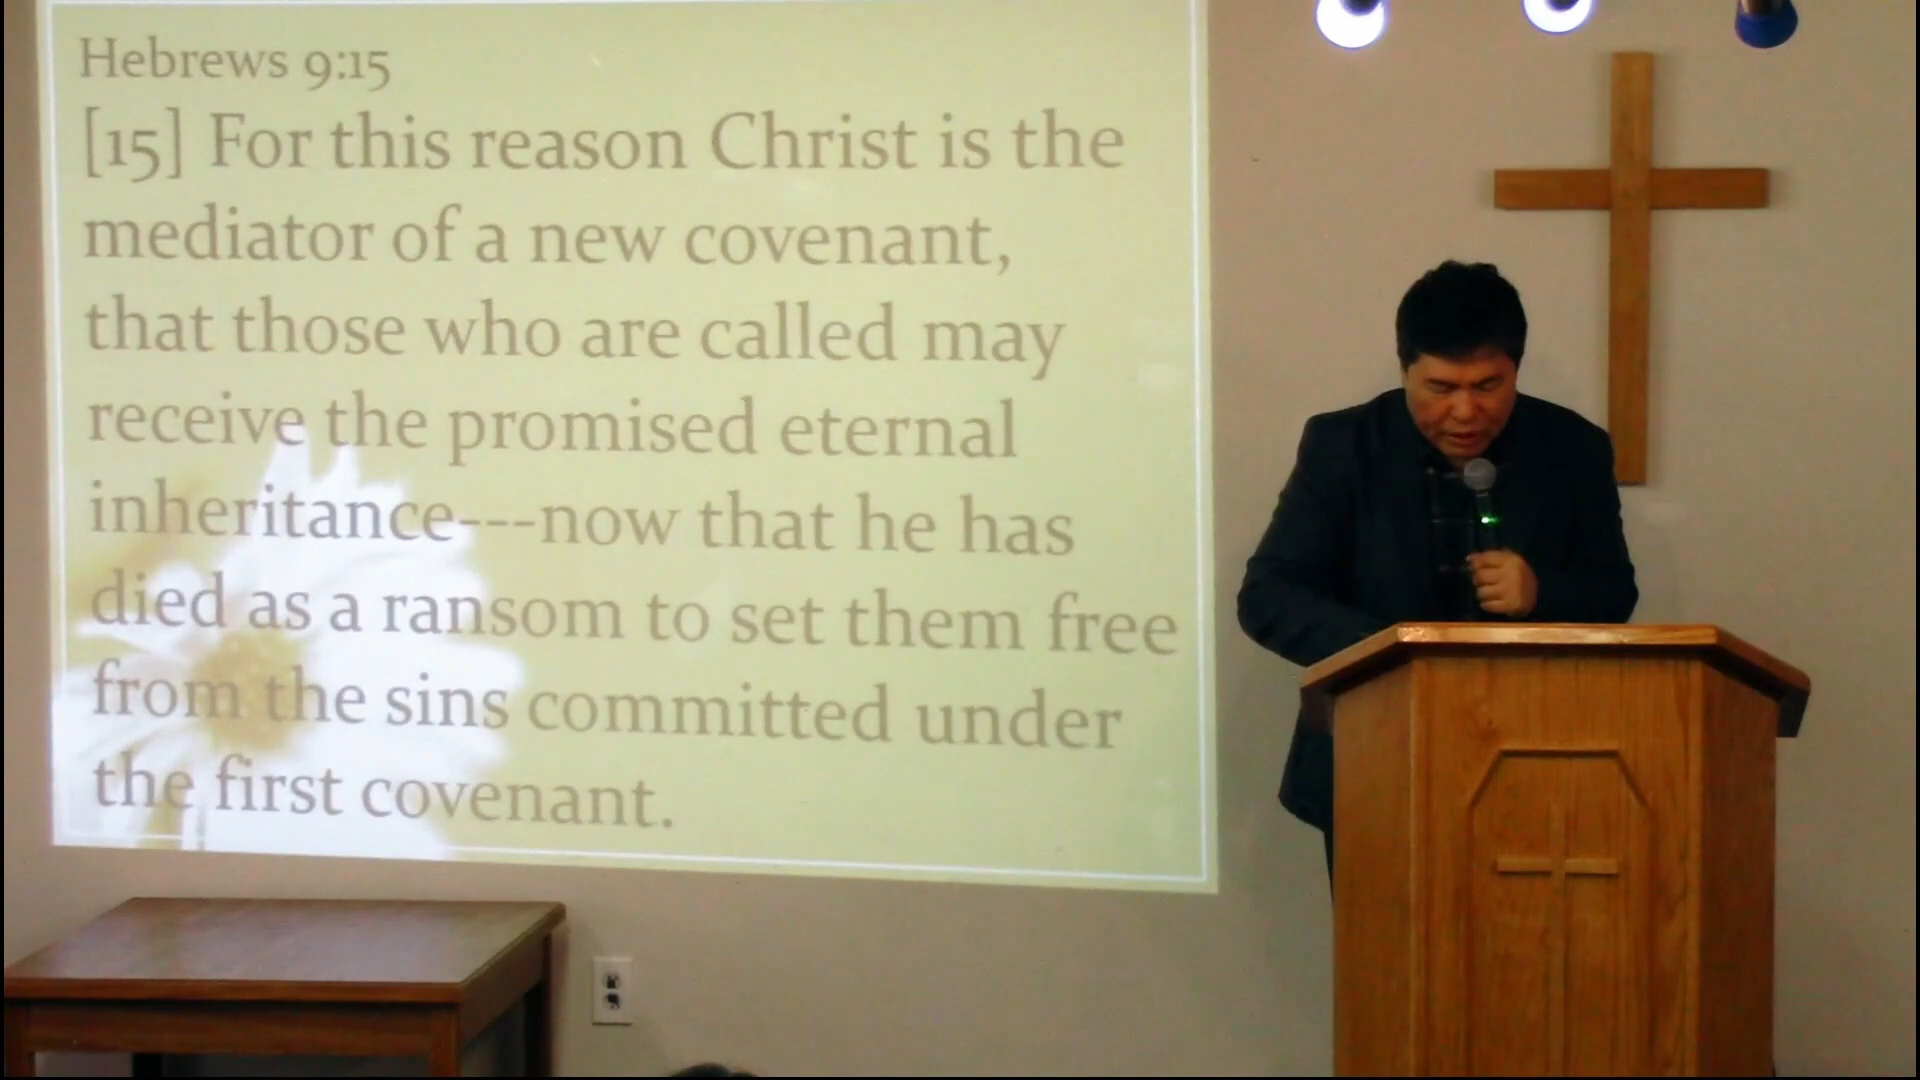 Hebrews 9:15
[15] For this reason Christ is the
mediator of a new covenant,
that those who are called may
receive the promised eternal
inheritance---now that he has
died as a ransom to set them free
from the sins committed under
the first covenant.